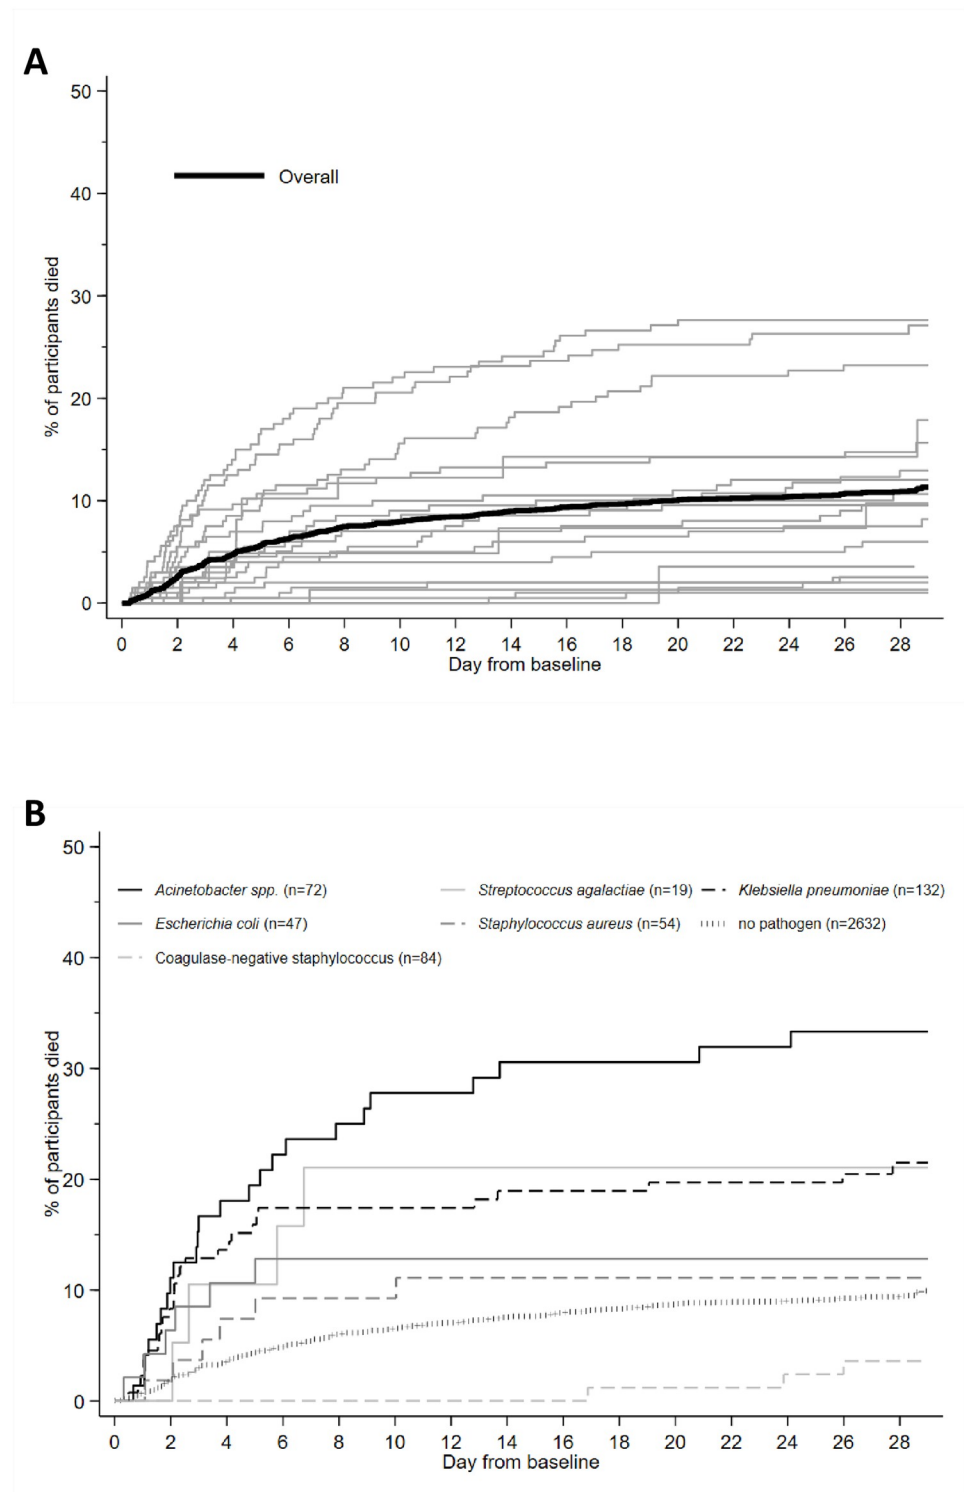 A
50
40
30
20
10
0
% of participants died
Overall
0 2 4 6 8 10 12 14 16 18 20 22 24 26 28
Day from baseline
B
50
40
30
20
10
0
% of participants died
Acinetobacter spp. (n=72) Streptococcus agalactiae (n=19) Klebsiella pneumoniae (n=132)
Escherichia coli (n=47) Staphylococcus aureus (n=54) no pathogen (n=2632)
Coagulase-negative staphylococcus (n=84)
0 2 4 6 8 10 12 14 16 18 20 22 24 26 28
Day from baseline